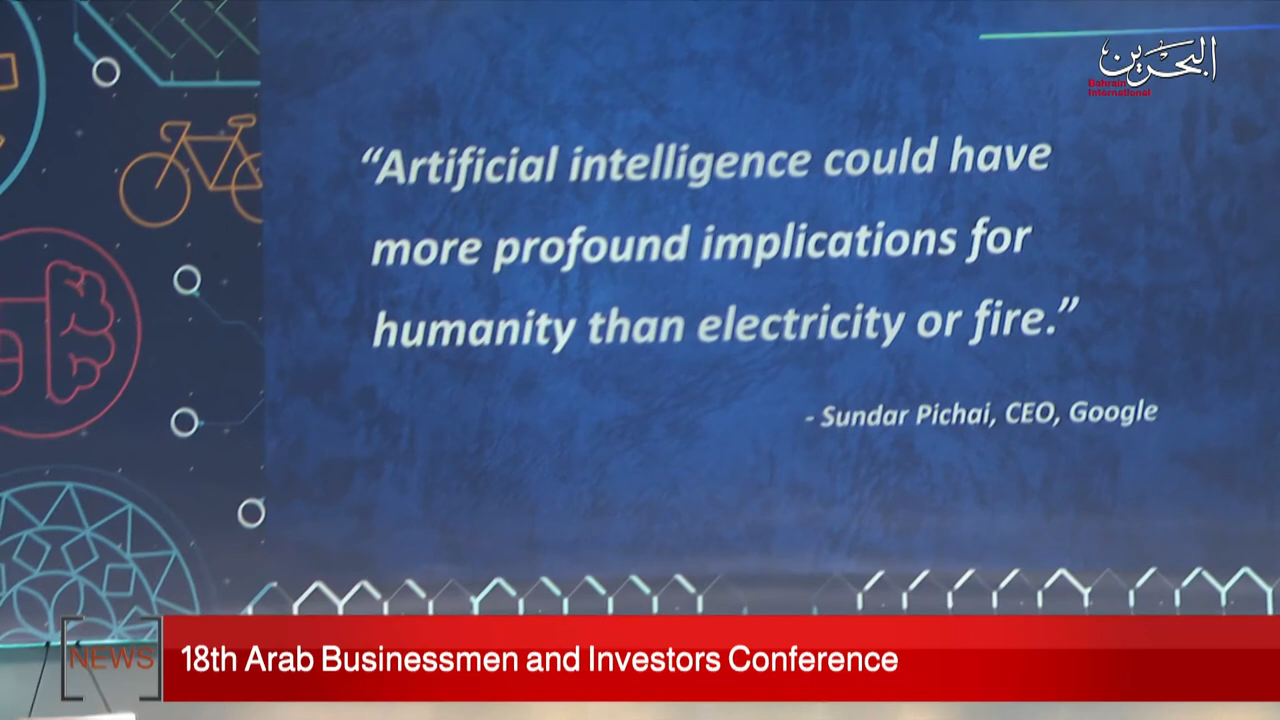 البحرين
Bahrain
International
“Artificial intelligence could have
more profound implications for
humanity than electricity or fire.”
- Sundar Pichai, CEO, Google
NEWS
18th Arab Businessmen and Investors Conference